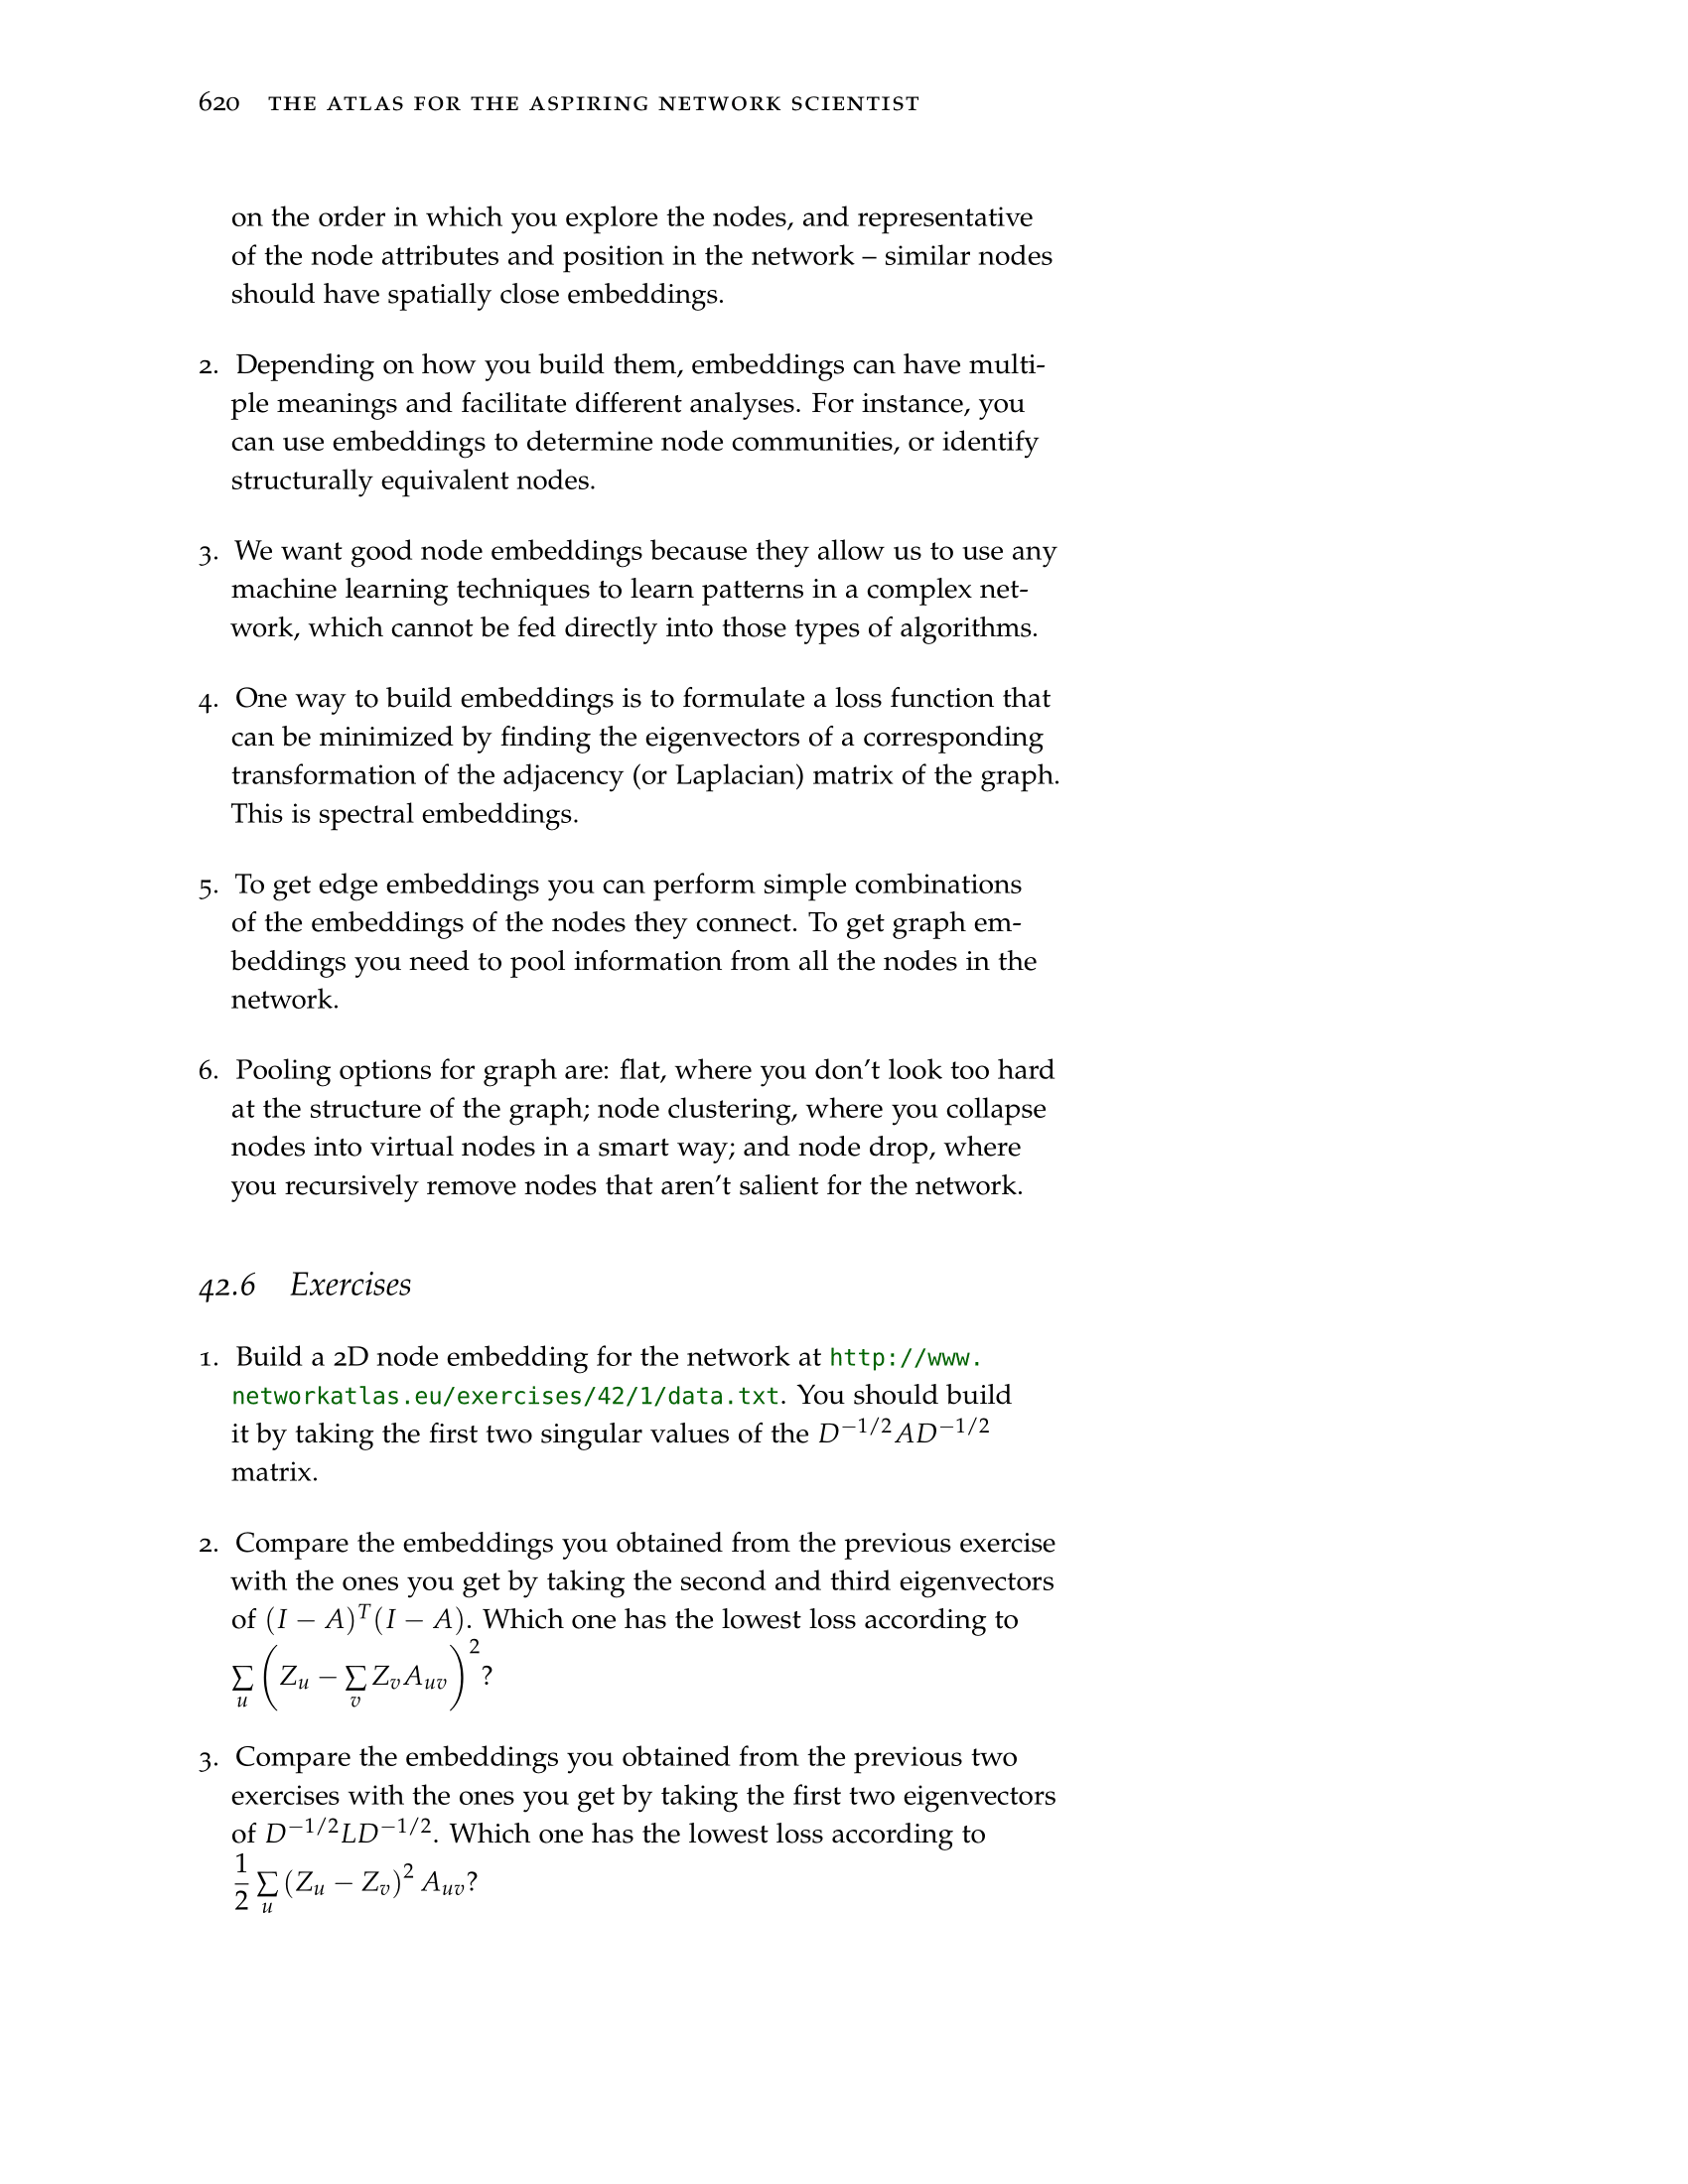 620 THE ATLAS FOR THE ASPIRING NETWORK SCIENTIST
on the order in which you explore the nodes, and representative
of the node attributes and position in the network – similar nodes
should have spatially close embeddings.
2. Depending on how you build them, embeddings can have multi-
ple meanings and facilitate different analyses. For instance, you
can use embeddings to determine node communities, or identify
structurally equivalent nodes.
3. We want good node embeddings because they allow us to use any
machine learning techniques to learn patterns in a complex net-
work, which cannot be fed directly into those types of algorithms.
4. One way to build embeddings is to formulate a loss function that
can be minimized by finding the eigenvectors of a corresponding
transformation of the adjacency (or Laplacian) matrix of the graph.
This is spectral embeddings.
5. To get edge embeddings you can perform simple combinations
of the embeddings of the nodes they connect. To get graph em-
beddings you need to pool information from all the nodes in the
network.
6. Pooling options for graph are: flat, where you don't look too hard
at the structure of the graph; node clustering, where you collapse
nodes into virtual nodes in a smart way; and node drop, where
you recursively remove nodes that aren't salient for the network.
42.6 Exercises
1. Build a 2D node embedding for the network at http://www.
networkatlas.eu/exercises/42/1/data.txt. You should build
it by taking the first two singular values of the $D^{-1/2}AD^{-1/2}$
matrix.
2. Compare the embeddings you obtained from the previous exercise
with the ones you get by taking the second and third eigenvectors
of $(I - A)^T(I - A)$. Which one has the lowest loss according to
$\sum_u \left( Z_u - \sum_v Z_v A_{uv} \right)^2$?
3. Compare the embeddings you obtained from the previous two
exercises with the ones you get by taking the first two eigenvectors
of $D^{-1/2}LD^{-1/2}$. Which one has the lowest loss according to
$\frac{1}{2} \sum_u (Z_u - Z_v)^2 A_{uv}$?